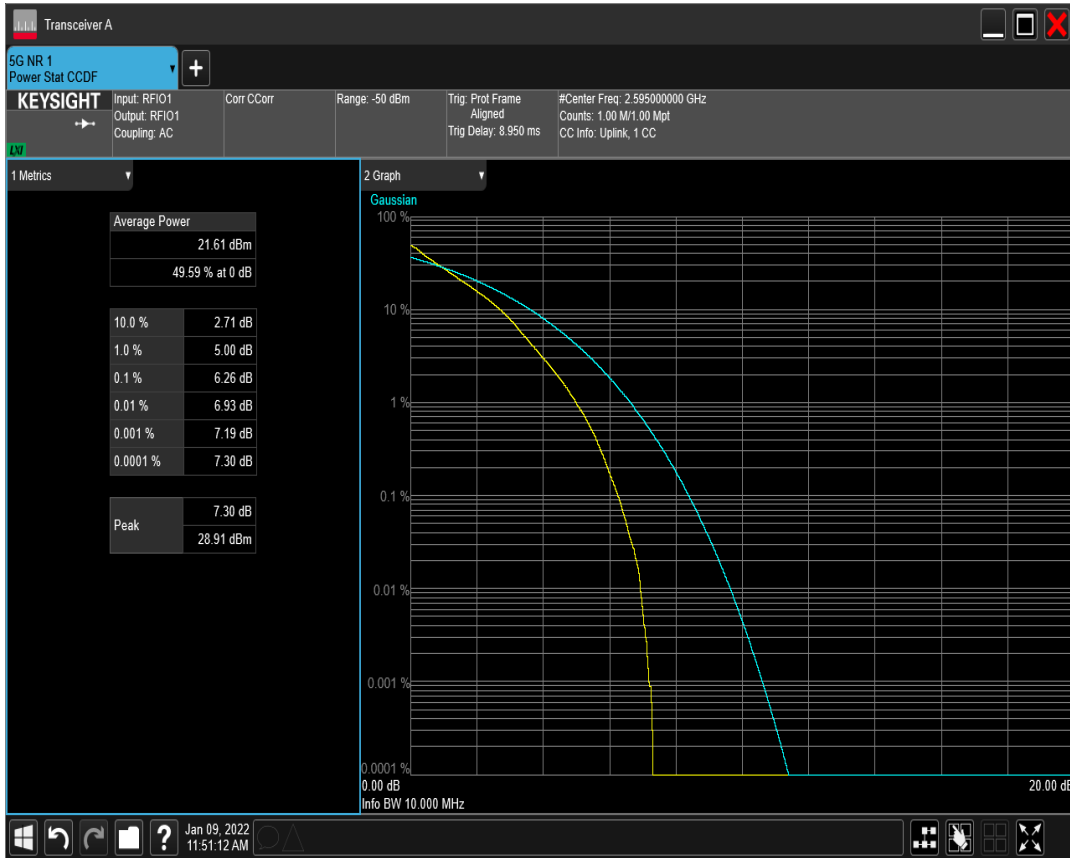 Transceiver A
5G NR 1
Power Stat CCDF
KEYSIGHT
LXI
Input: RFIO1
Output: RFIO1
Coupling: AC
Corr CCorr
Range: -50 dBm
Trig: Prot Frame
Aligned
Trig Delay: 8.950 ms
#Center Freq: 2.595000000 GHz
Counts: 1.00 M/1.00 Mpt
CC Info: Uplink, 1 CC
1 Metrics
Average Power
21.61 dBm
49.59 % at 0 dB
10.0 % 2.71 dB
1.0 % 5.00 dB
0.1 % 6.26 dB
0.01 % 6.93 dB
0.001 % 7.19 dB
0.0001 % 7.30 dB
Peak
7.30 dB
28.91 dBm
2 Graph
Gaussian
100 %
10 %
1 %
0.1 %
0.01 %
0.001 %
0.0001 %
0.00 dB 20.00 dB
Info BW 10.000 MHz
?
Jan 09, 2022
11:51:12 AM